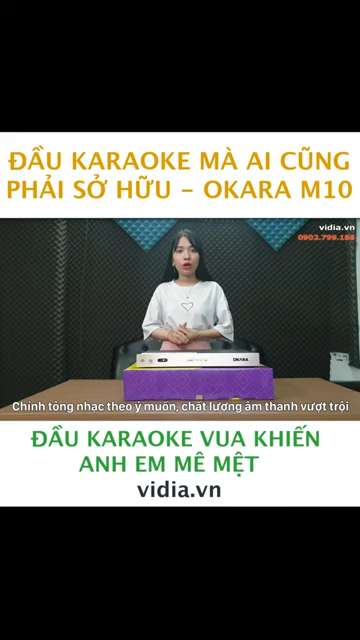 ĐẦU KARAOKE MÀ AI CŨNG
PHẢI SỞ HỮU - OKARA M10
vidia.vn
0902.799.186
OKARA
Chỉnh tông nhạc theo ý muốn, chất lượng âm thanh vượt trội
ĐẦU KARAOKE VUA KHIẾN
ANH EM MÊ MỆT
vidia.vn